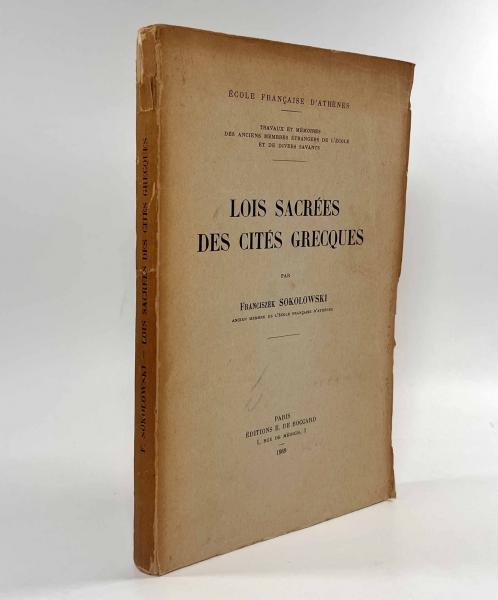 F. SOKOLOWSKI — LOIS SACRÉES DES CITÉS GRECQUES
ÉCOLE FRANÇAISE D'ATHÈNES
TRAVAUX ET MÉMOIRES
DES ANCIENS MEMBRES ÉTRANGERS DE L'ÉCOLE
ET DE DIVERS SAVANTS
LOIS SACRÉES
DES CITÉS GRECQUES
PAR
Franciszek SOKOLOWSKI
ANCIEN MEMBRE DE L'ÉCOLE FRANÇAISE D'ATHÈNES
PARIS
ÉDITIONS E. DE BOCCARD
1, RUE DE MÉDICIS, 1
1969